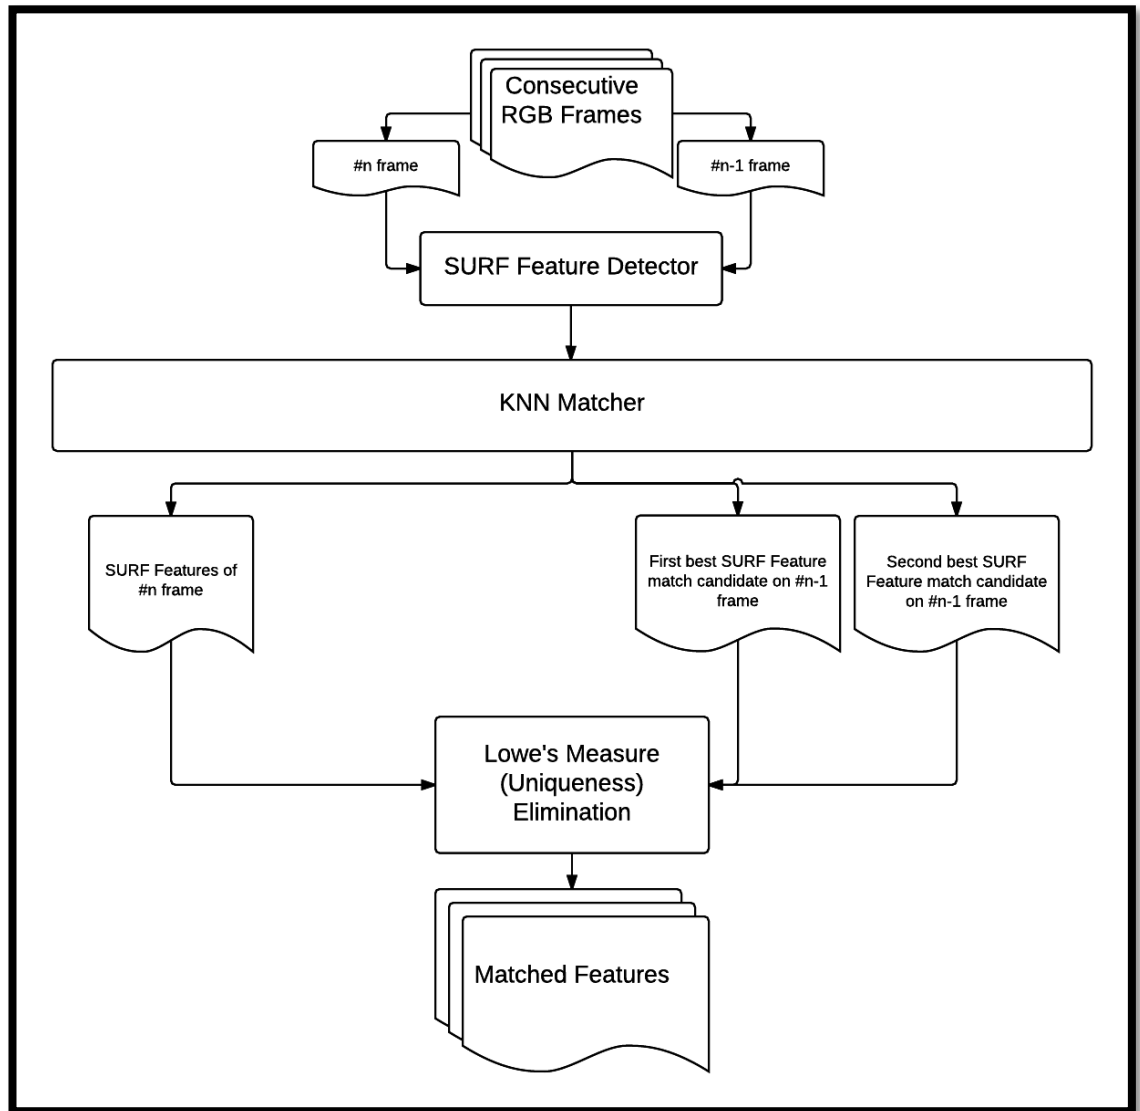 Consecutive
RGB Frames
#n frame
#n-1 frame
SURF Feature Detector
KNN Matcher
SURF Features of
#n frame
First best SURF Feature
match candidate on #n-1
frame
Second best SURF
Feature match candidate
on #n-1 frame
Lowe's Measure
(Uniqueness)
Elimination
Matched Features